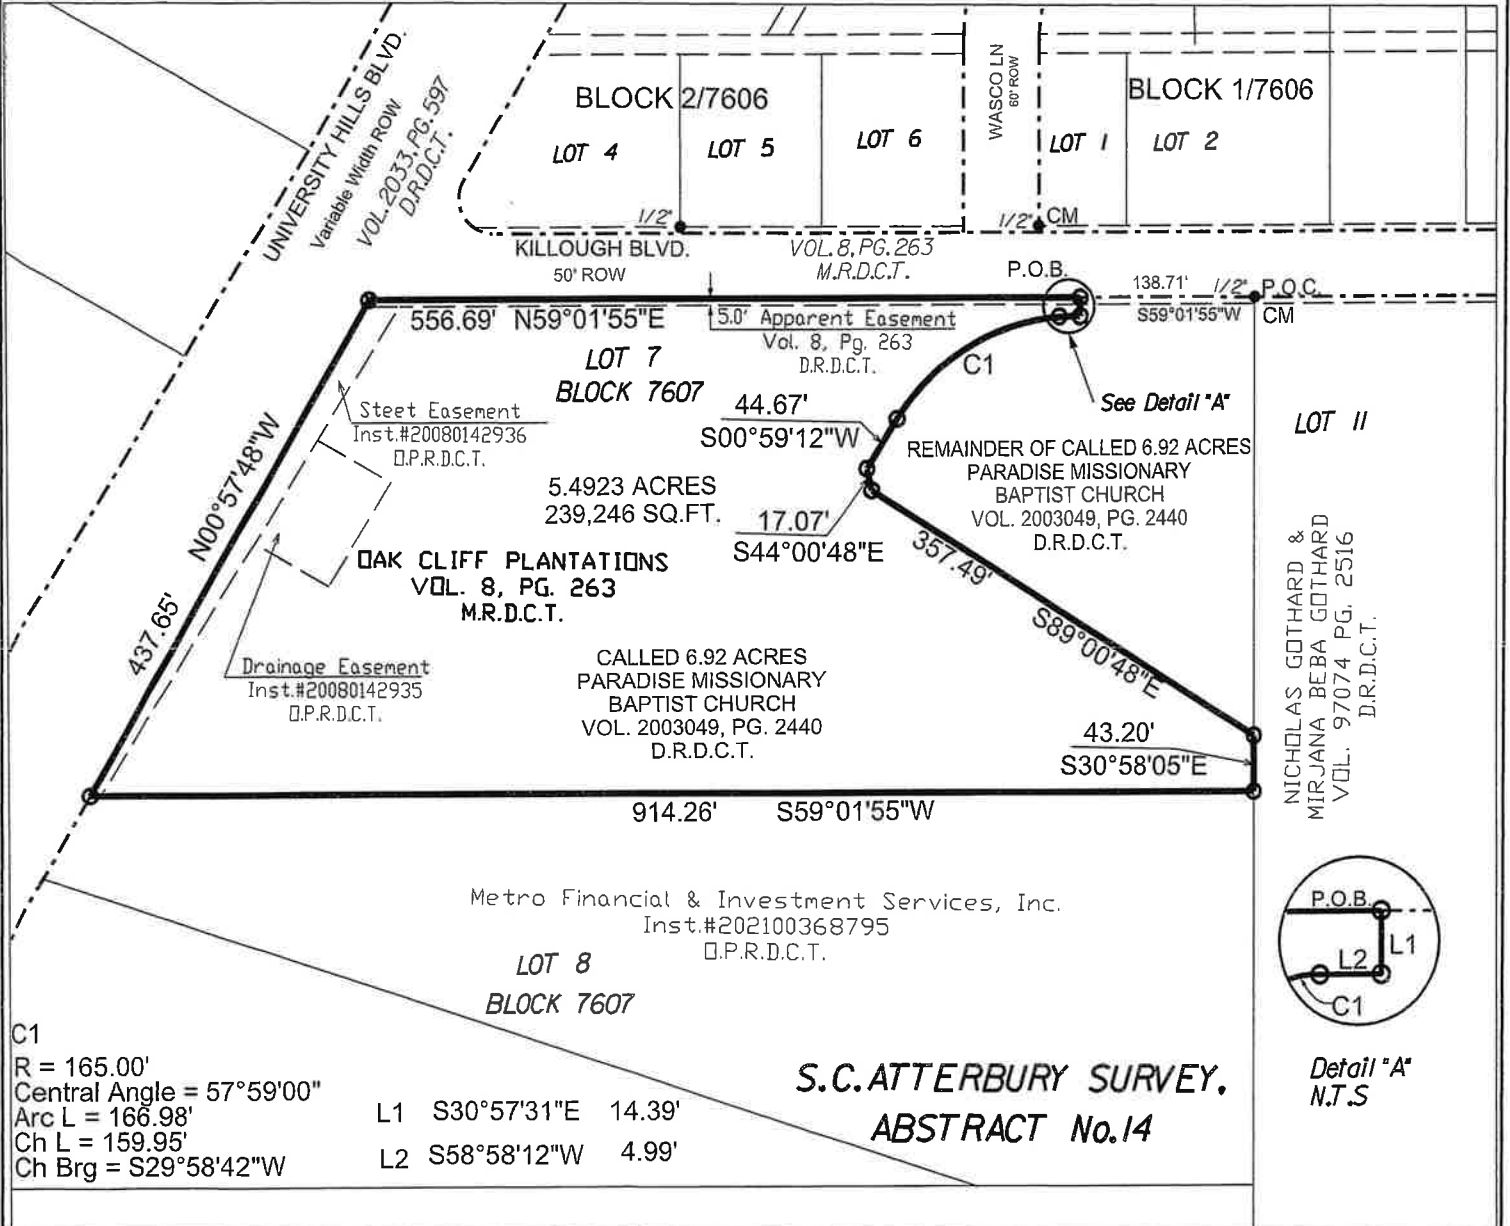 UNIVERSITY HILLS BLVD.
Variable Width ROW
VOL. 2033, PG. 597
D.R.D.C.T.
BLOCK 2/7606
LOT 4
LOT 5
LOT 6
WASCO LN
60' ROW
BLOCK 1/7606
LOT 1
LOT 2
1/2"
1/2"
CM
KILLOUGH BLVD.
50' ROW
VOL. 8, PG. 263
M.R.D.C.T.
P.O.B.
138.71'
1/2"
P.O.C.
S59°01'55"W
CM
556.69' N59°01'55"E
5.0' Apparent Easement
Vol. 8, Pg. 263
D.R.D.C.T.
LOT 7
BLOCK 7607
C1
See Detail "A"
Steet Easement
Inst.#20080142936
O.P.R.D.C.T.
44.67'
S00°59'12"W
REMAINDER OF CALLED 6.92 ACRES
PARADISE MISSIONARY
BAPTIST CHURCH
VOL. 2003049, PG. 2440
D.R.D.C.T.
LOT 11
N00°57'48"W
437.65'
5.4923 ACRES
239,246 SQ.FT.
17.07'
S44°00'48"E
357.49'
S89°00'48"E
OAK CLIFF PLANTATIONS
VOL. 8, PG. 263
M.R.D.C.T.
NICHOLAS GOTHARD &
MIRJANA BEBA GOTHARD
VOL. 97074 PG. 2516
D.R.D.C.T.
Drainage Easement
Inst.#20080142935
O.P.R.D.C.T.
CALLED 6.92 ACRES
PARADISE MISSIONARY
BAPTIST CHURCH
VOL. 2003049, PG. 2440
D.R.D.C.T.
43.20'
S30°58'05"E
914.26' S59°01'55"W
Metro Financial & Investment Services, Inc.
Inst.#202100368795
O.P.R.D.C.T.
LOT 8
BLOCK 7607
P.O.B.
L1
L2
C1
Detail "A"
N.T.S
C1
R = 165.00'
Central Angle = 57°59'00"
Arc L = 166.98'
Ch L = 159.95'
Ch Brg = S29°58'42"W
L1 S30°57'31"E 14.39'
L2 S58°58'12"W 4.99'
S.C. ATTERBURY SURVEY,
ABSTRACT No. 14